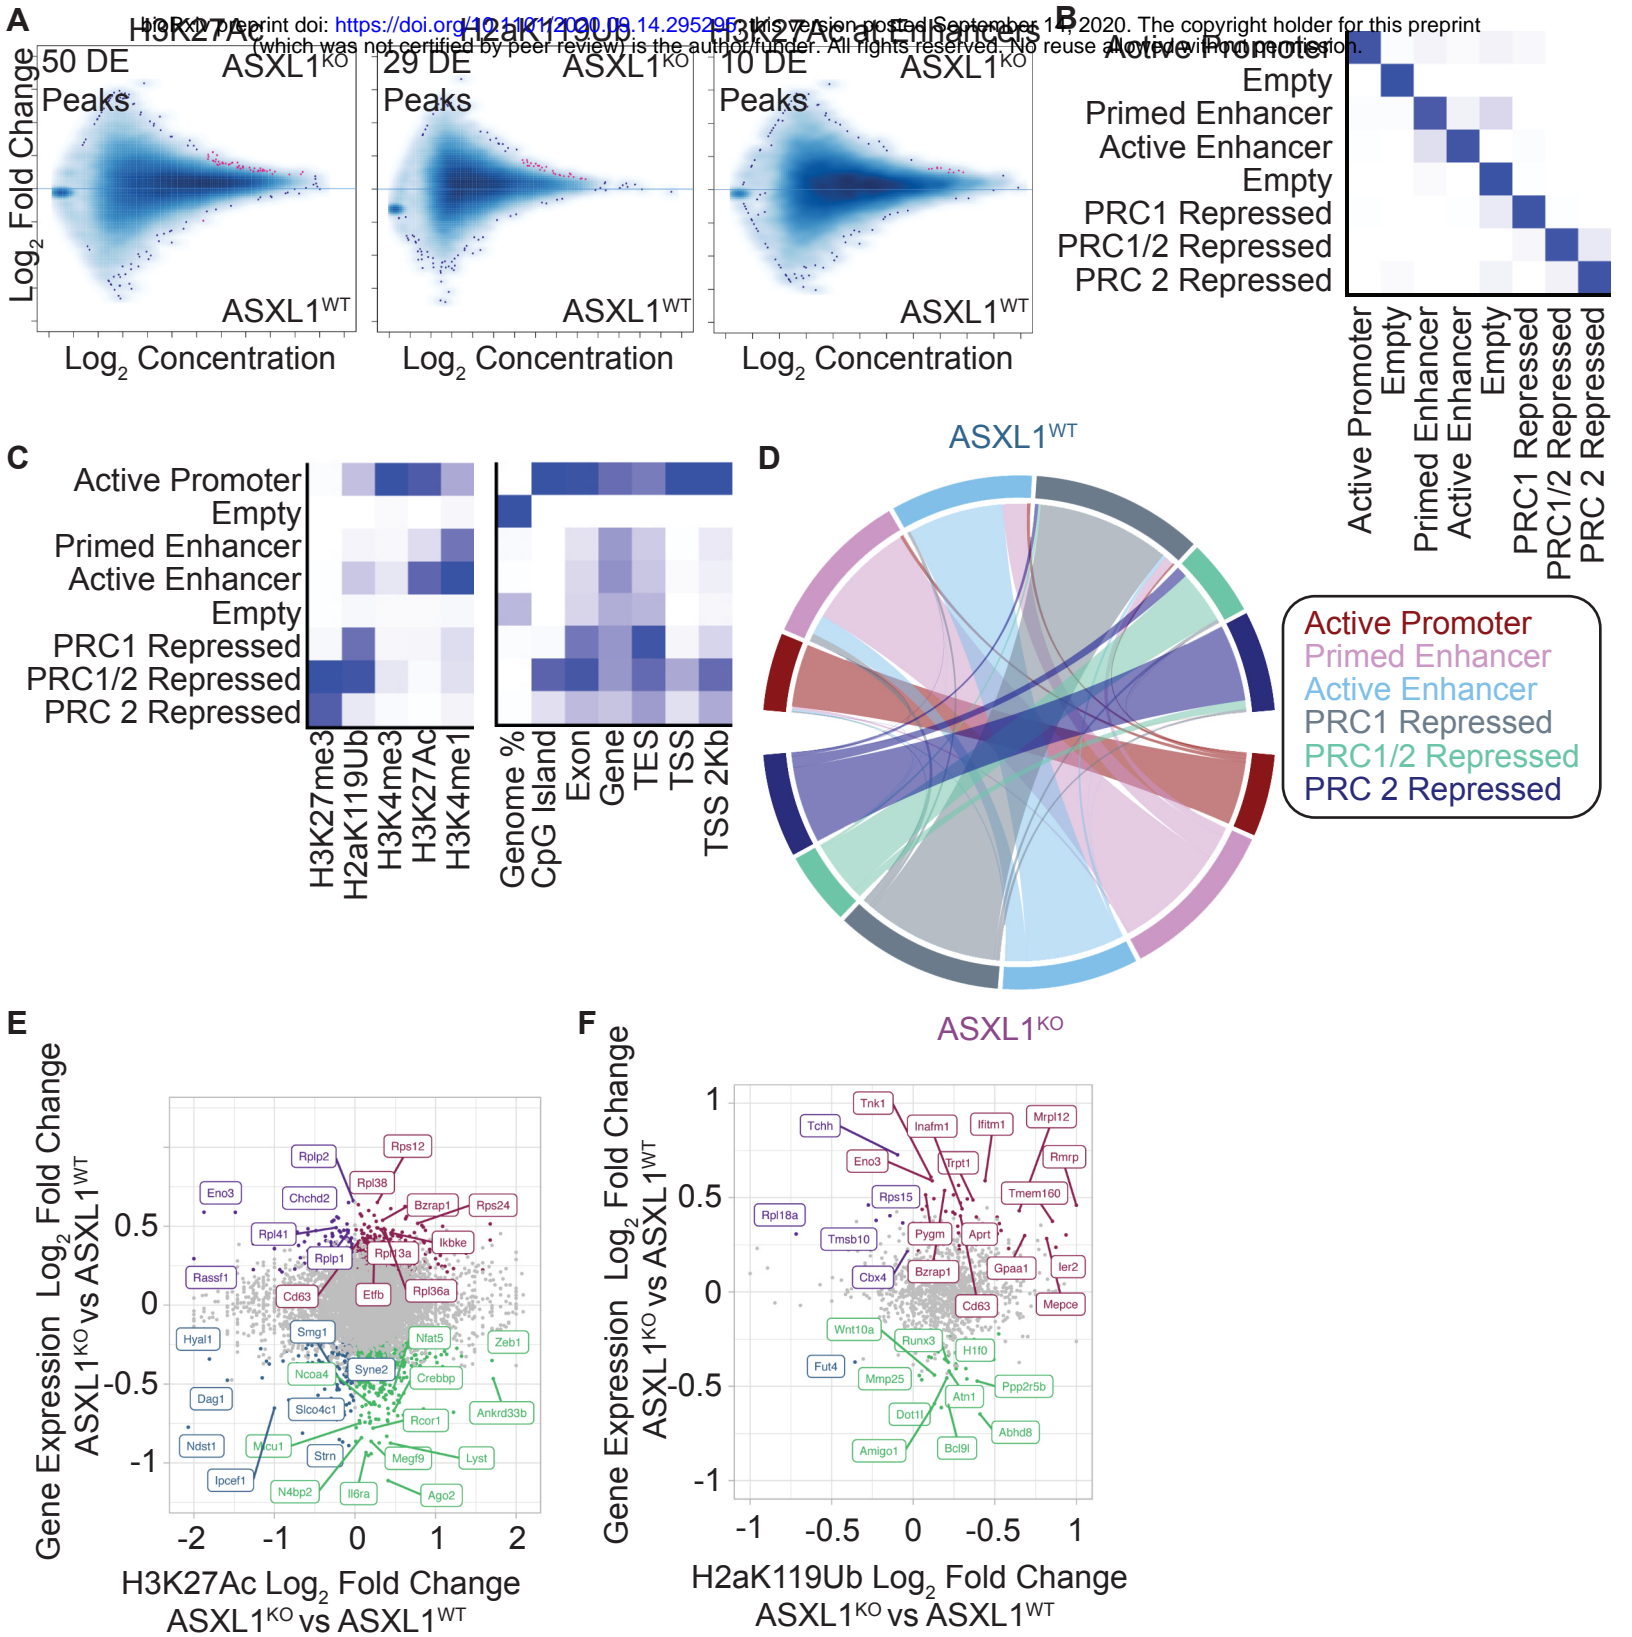 bioRxiv preprint doi: https://doi.org/10.1101/2020.09.14.295295; this version posted September 14, 2020. The copyright holder for this preprint
(which was not certified by peer review) is the author/funder. All rights reserved. No reuse allowed without permission.
A
H3K27Ac
H2aK119Ub
H3K27Ac at Enhancers
50 DE
Peaks
ASXL1KO
ASXL1WT
29 DE
Peaks
ASXL1KO
ASXL1WT
10 DE
Peaks
ASXL1KO
ASXL1WT
Log2 Fold Change
Log2 Concentration
Log2 Concentration
Log2 Concentration
B
Active Promoter
Empty
Primed Enhancer
Active Enhancer
Empty
PRC1 Repressed
PRC1/2 Repressed
PRC 2 Repressed
Active Promoter
Empty
Primed Enhancer
Active Enhancer
Empty
PRC1 Repressed
PRC1/2 Repressed
PRC 2 Repressed
C
Active Promoter
Empty
Primed Enhancer
Active Enhancer
Empty
PRC1 Repressed
PRC1/2 Repressed
PRC 2 Repressed
H3K27me3
H2aK119Ub
H3K4me3
H3K27Ac
H3K4me1
Genome %
CpG Island
Exon
Gene
TES
TSS
TSS 2Kb
D
ASXL1WT
ASXL1KO
Active Promoter
Primed Enhancer
Active Enhancer
PRC1 Repressed
PRC1/2 Repressed
PRC 2 Repressed
E
Gene Expression Log2 Fold Change
ASXL1KO vs ASXL1WT
0.5
0
-0.5
-1
-2
-1
0
1
2
H3K27Ac Log2 Fold Change
ASXL1KO vs ASXL1WT
Rps12
Rplp2
Rpl38
Eno3
Chchd2
Bzrap1
Rps24
Rpl41
Ikbke
Rplp1
Rpl13a
Rassf1
Cd63
Etfb
Rpl36a
Hyal1
Smg1
Nfat5
Zeb1
Ncoa4
Syne2
Crebbp
Dag1
Slco4c1
Rcor1
Ankrd33b
Ndst1
Micu1
Strn
Megf9
Lyst
Ipcef1
N4bp2
Il6ra
Ago2
F
Gene Expression Log2 Fold Change
ASXL1KO vs ASXL1WT
1
0.5
0
-0.5
-1
-1
-0.5
0
-0.5
1
H2aK119Ub Log2 Fold Change
ASXL1KO vs ASXL1WT
Tnk1
Tchh
Inafm1
Ifitm1
Mrpl12
Eno3
Trpt1
Rmrp
Rps15
Tmem160
Rpl18a
Tmsb10
Pygm
Aprt
Cbx4
Bzrap1
Gpaa1
Ier2
Cd63
Mepce
Wnt10a
Runx3
H1f0
Fut4
Mmp25
Atn1
Ppp2r5b
Dot1l
Abhd8
Amigo1
Bcl9l